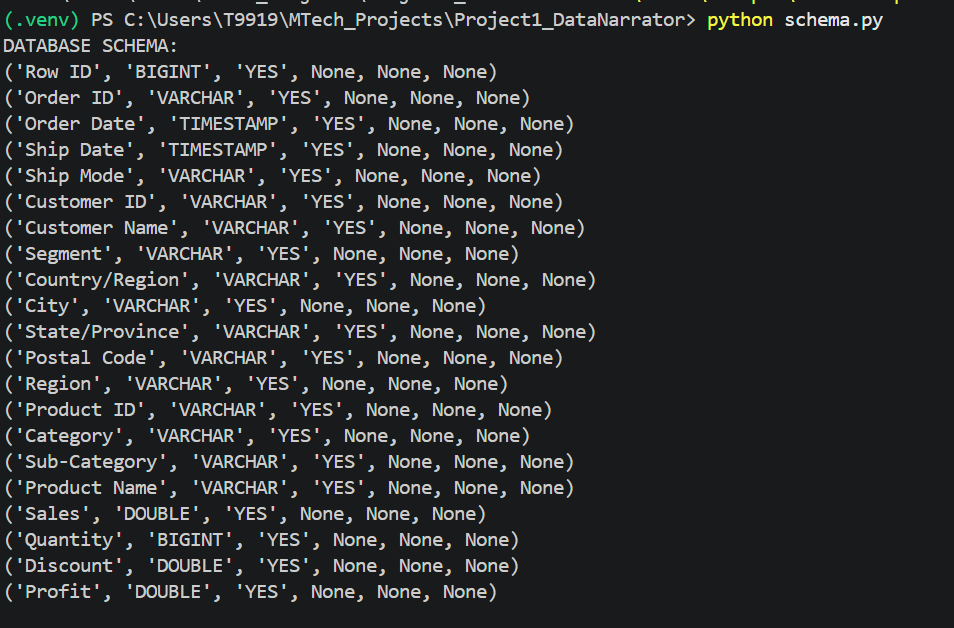 (.venv) PS C:\Users\T9919\MTech_Projects\Project1_DataNarrator> python schema.py
DATABASE SCHEMA:
('Row ID', 'BIGINT', 'YES', None, None, None)
('Order ID', 'VARCHAR', 'YES', None, None, None)
('Order Date', 'TIMESTAMP', 'YES', None, None, None)
('Ship Date', 'TIMESTAMP', 'YES', None, None, None)
('Ship Mode', 'VARCHAR', 'YES', None, None, None)
('Customer ID', 'VARCHAR', 'YES', None, None, None)
('Customer Name', 'VARCHAR', 'YES', None, None, None)
('Segment', 'VARCHAR', 'YES', None, None, None)
('Country/Region', 'VARCHAR', 'YES', None, None, None)
('City', 'VARCHAR', 'YES', None, None, None)
('State/Province', 'VARCHAR', 'YES', None, None, None)
('Postal Code', 'VARCHAR', 'YES', None, None, None)
('Region', 'VARCHAR', 'YES', None, None, None)
('Product ID', 'VARCHAR', 'YES', None, None, None)
('Category', 'VARCHAR', 'YES', None, None, None)
('Sub-Category', 'VARCHAR', 'YES', None, None, None)
('Product Name', 'VARCHAR', 'YES', None, None, None)
('Sales', 'DOUBLE', 'YES', None, None, None)
('Quantity', 'BIGINT', 'YES', None, None, None)
('Discount', 'DOUBLE', 'YES', None, None, None)
('Profit', 'DOUBLE', 'YES', None, None, None)